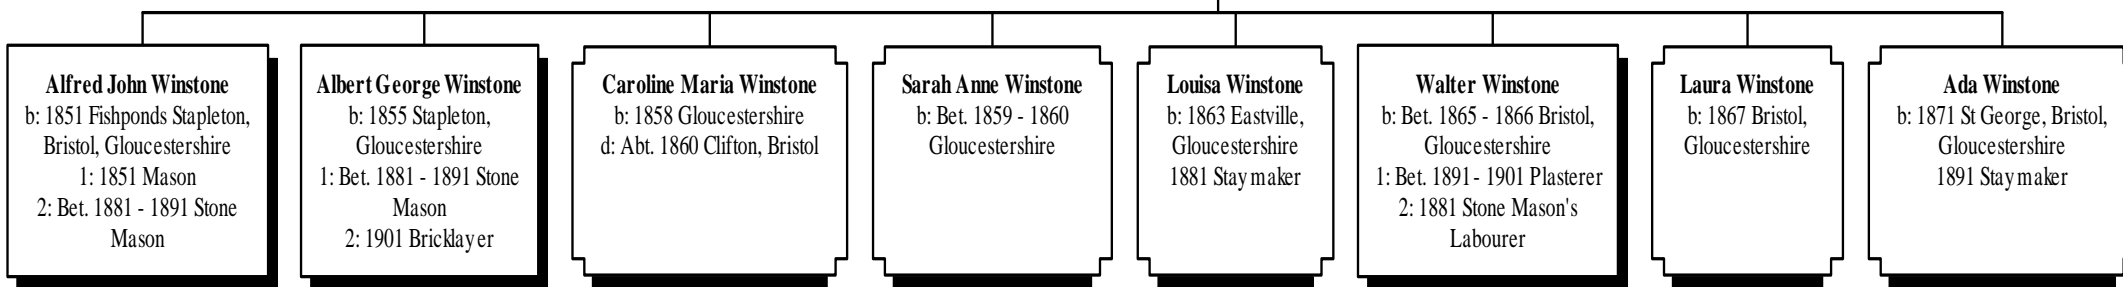 Alfred John Winstone
b: 1851 Fishponds Stapleton,
Bristol, Gloucestershire
1: 1851 Mason
2: Bet. 1881 - 1891 Stone
Mason
Albert George Winstone
b: 1855 Stapleton,
Gloucestershire
1: Bet. 1881 - 1891 Stone
Mason
2: 1901 Bricklayer
Caroline Maria Winstone
b: 1858 Gloucestershire
d: Abt. 1860 Clifton, Bristol
Sarah Anne Winstone
b: Bet. 1859 - 1860
Gloucestershire
Louisa Winstone
b: 1863 Eastville,
Gloucestershire
1881 Stay maker
Walter Winstone
b: Bet. 1865 - 1866 Bristol,
Gloucestershire
1: Bet. 1891 - 1901 Plasterer
2: 1881 Stone Mason's
Labourer
Laura Winstone
b: 1867 Bristol,
Gloucestershire
Ada Winstone
b: 1871 St George, Bristol,
Gloucestershire
1891 Stay maker